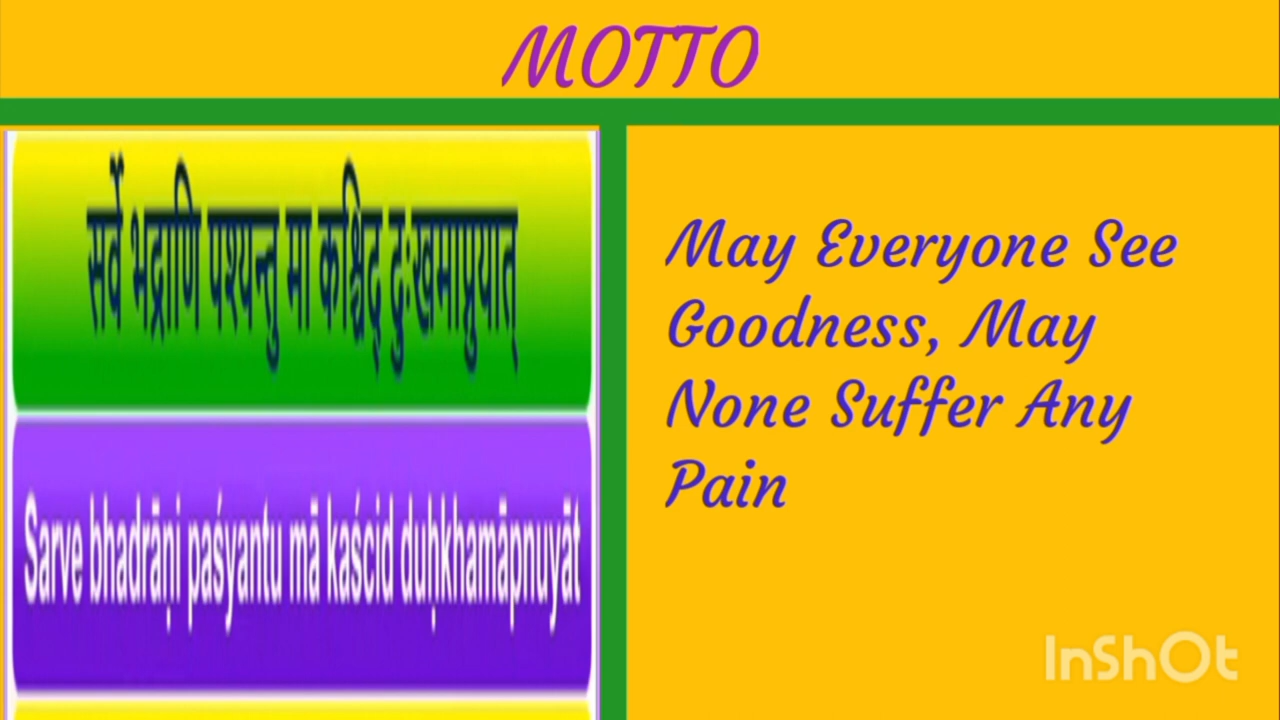 MOTTO
सर्वे भद्राणि पश्यन्तु मा कश्चिद् दुःखमाप्नुयात्
Sarve bhadrāṇi paśyantu mā kaścid duḥkhamāpnuyāt
May Everyone See
Goodness, May
None Suffer Any
Pain
InShOt